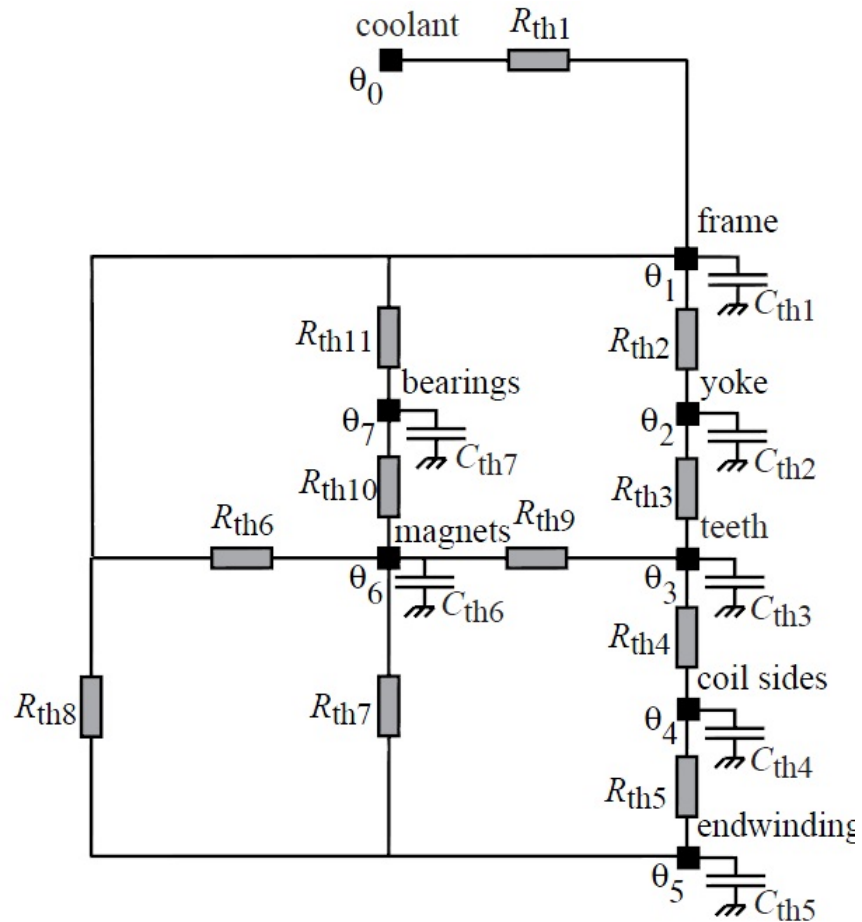 coolant
Rth1
θ0
frame
θ1
Cth1
Rth11
Rth2
bearings
yoke
θ7
θ2
Cth7
Cth2
Rth10
Rth3
Rth6
magnets
Rth9
teeth
θ6
θ3
Cth6
Cth3
Rth4
coil sides
Rth8
Rth7
θ4
Cth4
Rth5
endwinding
θ5
Cth5